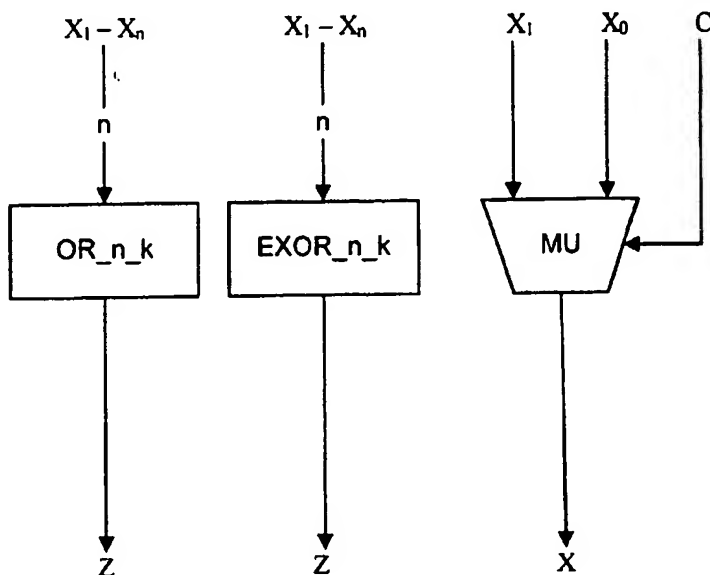 X₁ – Xₙ X₁ – Xₙ X₁ X₀ C
n n
OR_n_k EXOR_n_k MU
Z Z X